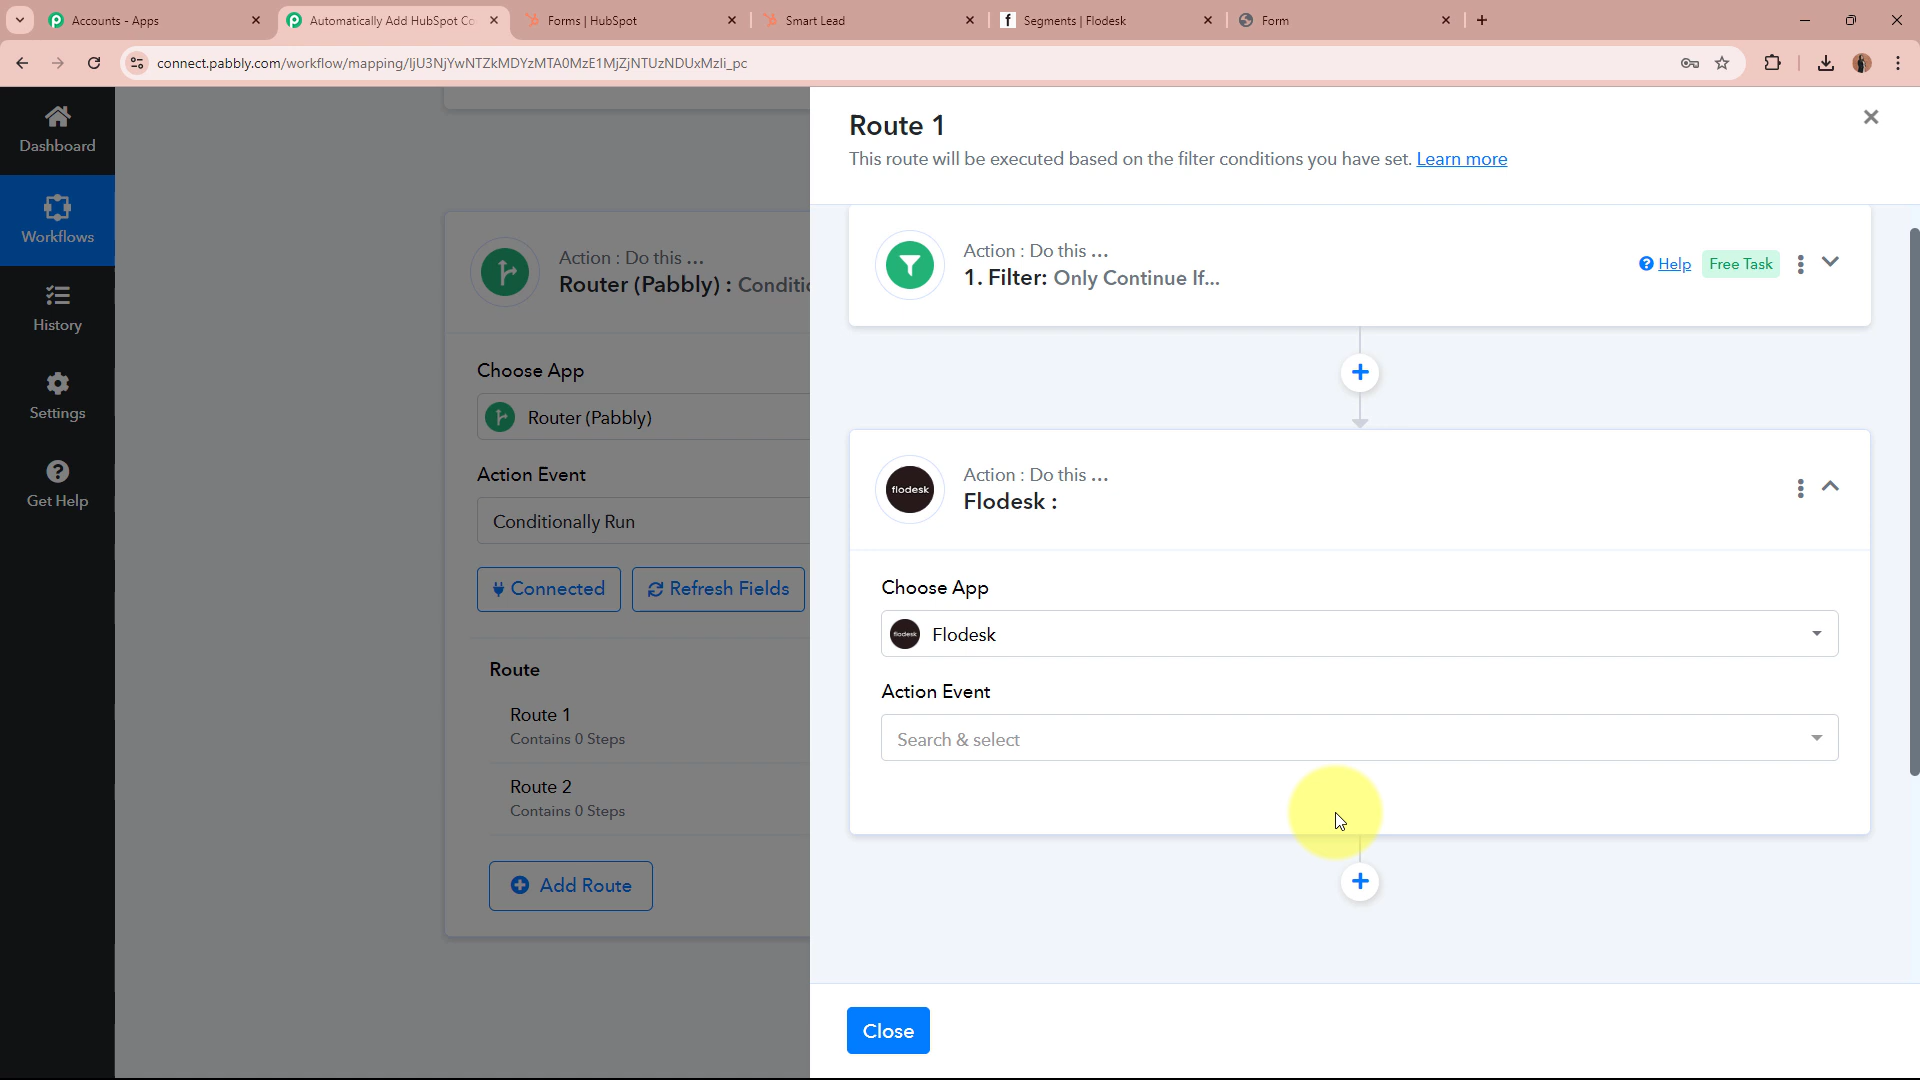 Accounts - Apps
Automatically Add HubSpot Co
Forms | HubSpot
Smart Lead
f Segments | Flodesk
Form
connect.pabbly.com/workflow/mapping/IjU3NjYwNTZkMDYzMTA0MzE1MjZjNTUzNDUxMzIi_pc
Dashboard
Workflows
History
Settings
Get Help
Action : Do this ...
Router (Pabbly) : Conditio
Choose App
Router (Pabbly)
Action Event
Conditionally Run
Connected
Refresh Fields
Route
Route 1
Contains 0 Steps
Route 2
Contains 0 Steps
Add Route
Route 1
This route will be executed based on the filter conditions you have set. Learn more
Action : Do this ...
1. Filter: Only Continue If...
Help
Free Task
flodesk
Action : Do this ...
Flodesk :
Choose App
flodesk
Flodesk
Action Event
Search & select
Close